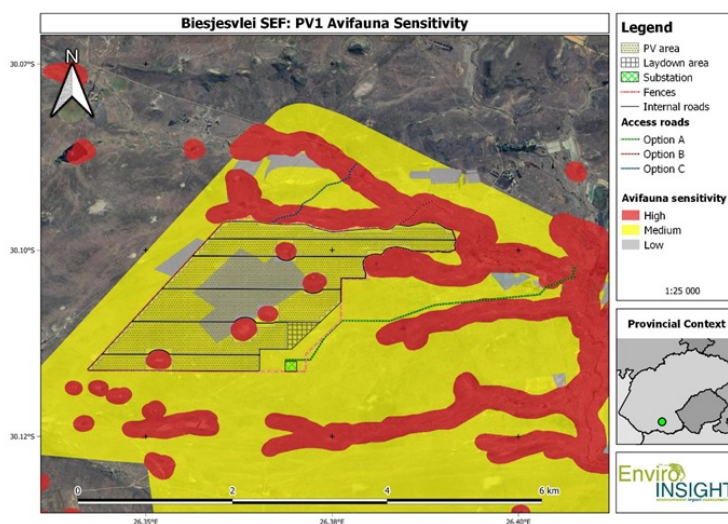 Biesjesvlei SEF: PV1 Avifauna Sensitivity
30.07°S
N
30.10°S
30.12°S
0
2
4
6 km
26.35°E
26.38°E
26.40°E
Legend
PV area
Laydown area
Substation
Fences
Internal roads
Access roads
Option A
Option B
Option C
Avifauna sensitivity
High
Medium
Low
1:25 000
Provincial Context
Enviro
INSIGHT